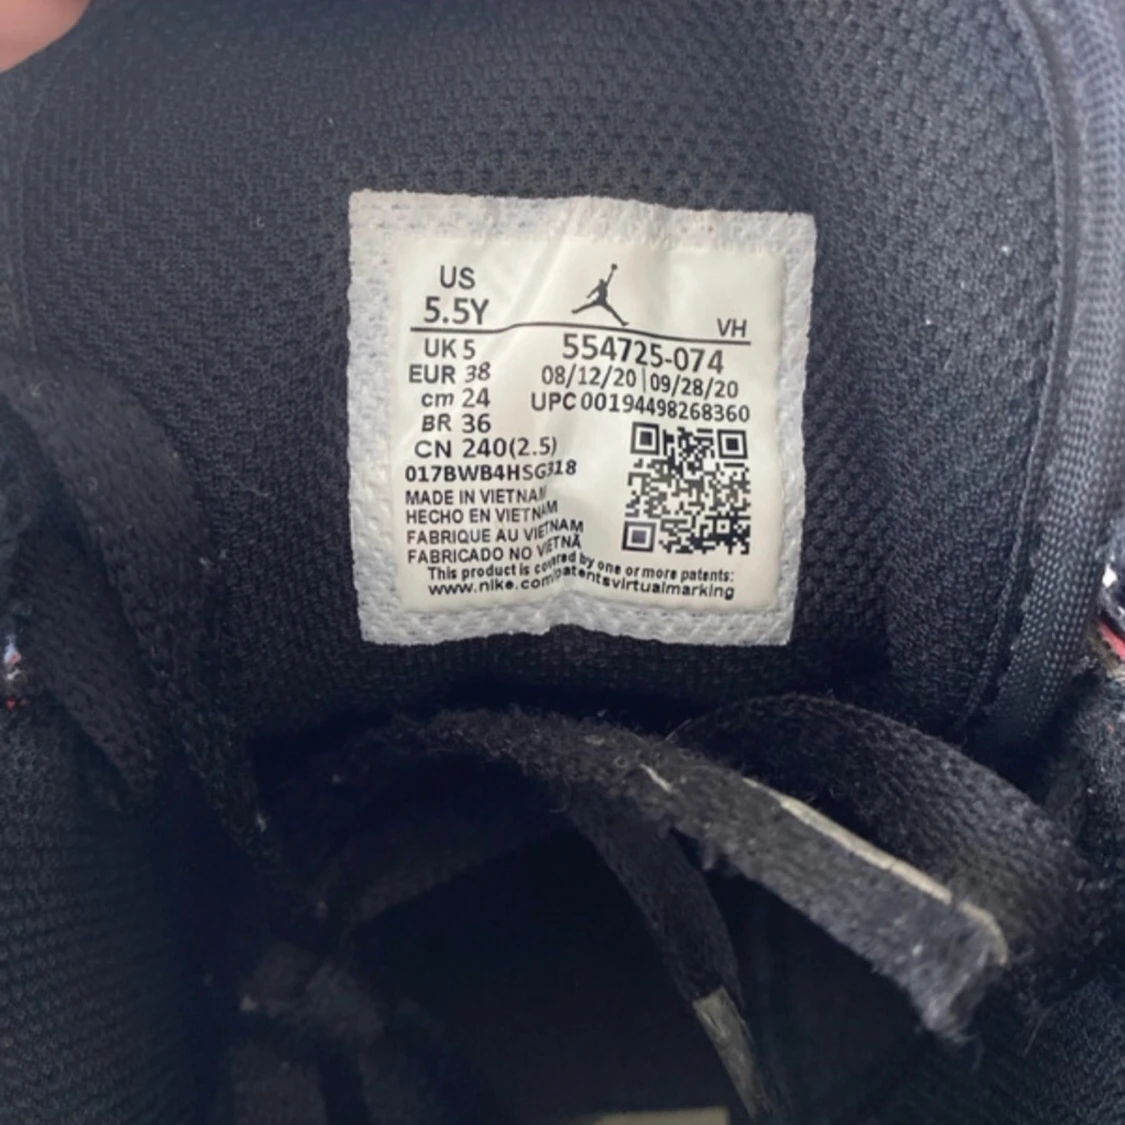 US
5.5Y
VH
UK 5
EUR 38
cm 24
BR 36
CN 240(2.5)
554725-074
08/12/20 | 09/28/20
UPC 00194498268360
017BWB4HSG318
MADE IN VIETNAM
HECHO EN VIETNAM
FABRIQUE AU VIETNAM
FABRICADO NO VIETNÃ
This product is covered by one or more patents:
www.nike.com/patentsvirtualmarking